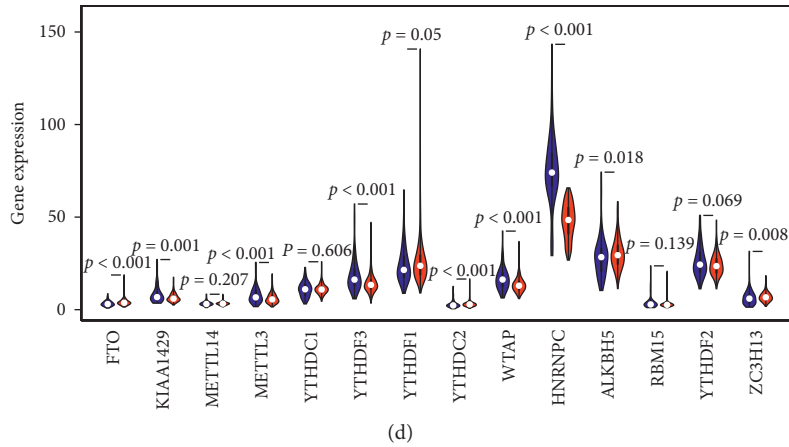 150
100
50
0
Gene expression
p < 0.001
p = 0.001
p = 0.207
p < 0.001
p = 0.606
p < 0.001
p = 0.05
p < 0.001
p < 0.001
p < 0.001
p = 0.018
p = 0.139
p = 0.069
p = 0.008
FTO
KIAA1429
METTL14
METTL3
YTHDC1
YTHDF3
YTHDF1
YTHDC2
WTAP
HNRNPC
ALKBH5
RBM15
YTHDF2
ZC3H13
(d)